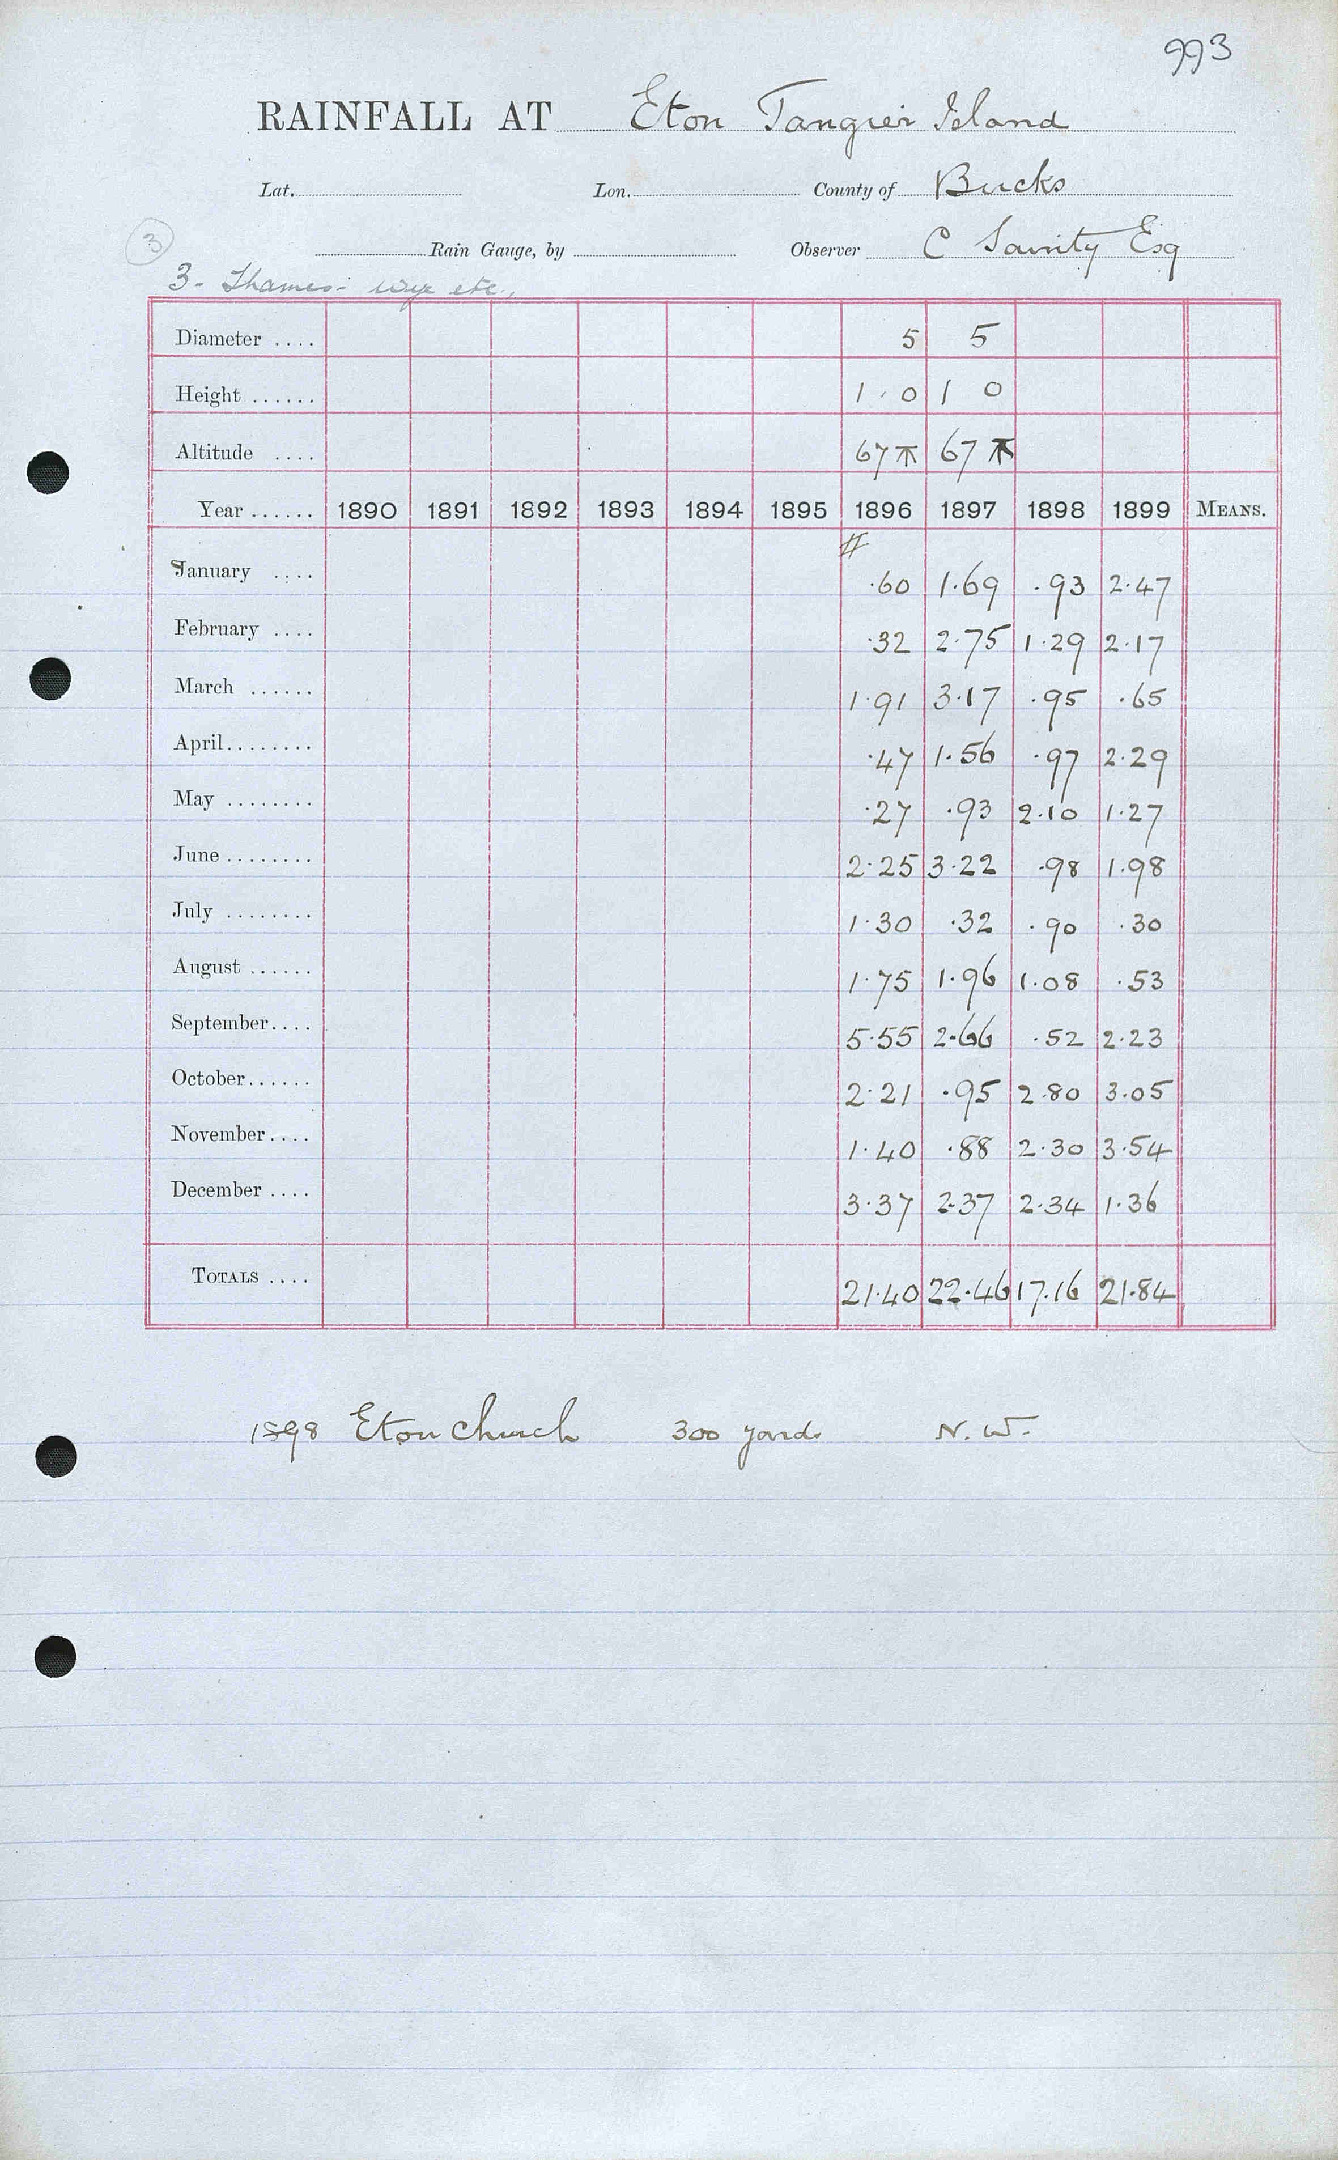 993
RAINFALL AT Eton Tangier Island
Lat. Lon. County of Bucks
3 Rain Gauge, by Observer C Esq
3. Thames - Wye etc.,
Diameter .... 5 5
Height ...... 1.0 1 0
Altitude .... 67 67
Year ...... 1890 1891 1892 1893 1894 1895 1896 1897 1898 1899 MEANS.
#
January .... .60 1.69 .93 2.47
February .... .32 2.75 1.29 2.17
March ...... 1.91 3.17 .95 .65
April........ .47 1.56 .97 2.29
May ........ .27 .93 2.10 1.27
June ........ 2.25 3.22 .98 1.98
July ........ 1.30 .32 .90 .30
August ...... 1.75 1.96 1.08 .53
September.... 5.55 2.66 .52 2.23
October...... 2.21 .95 2.80 3.05
November.... 1.40 .88 2.30 3.54
December .... 3.37 2.37 2.34 1.36
TOTALS .... 21.40 22.46 17.16 21.84
1898 Eton Church 300 yards N.W.